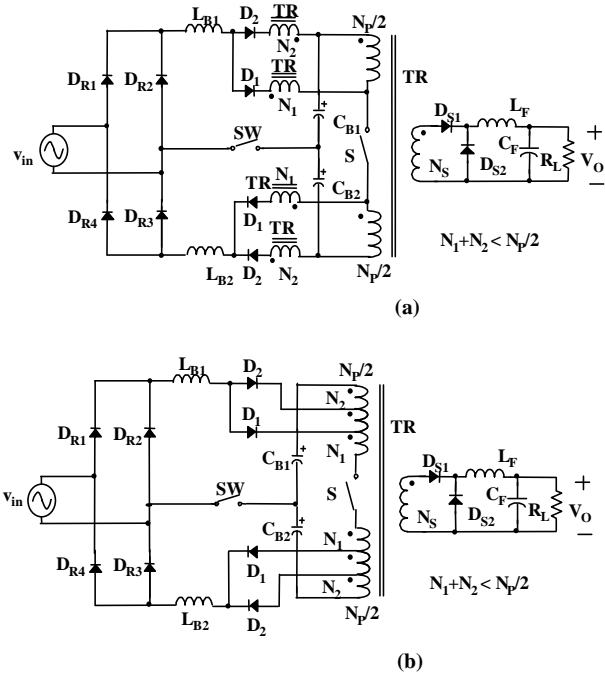 L_B1 D_2 TR N_P/2
N_2
TR TR
D_R1 D_R2 D_1 N_1
C_B1
D_S1 L_F
+
SW S
v_in
C_F R_L V_O
N_S D_S2
−
C_B2
TR N_1
D_R4 D_R3 D_1
TR
L_B2 D_2 N_2 N_P/2
N_1+N_2 < N_P/2
(a)
L_B1 D_2 N_P/2
N_2
TR
D_R1 D_R2 D_1 N_1
C_B1
D_S1 L_F
+
SW S
v_in
C_F R_L V_O
N_S D_S2
−
C_B2 N_1
D_R4 D_R3 D_1
N_2
L_B2 D_2 N_P/2
N_1+N_2 < N_P/2
(b)